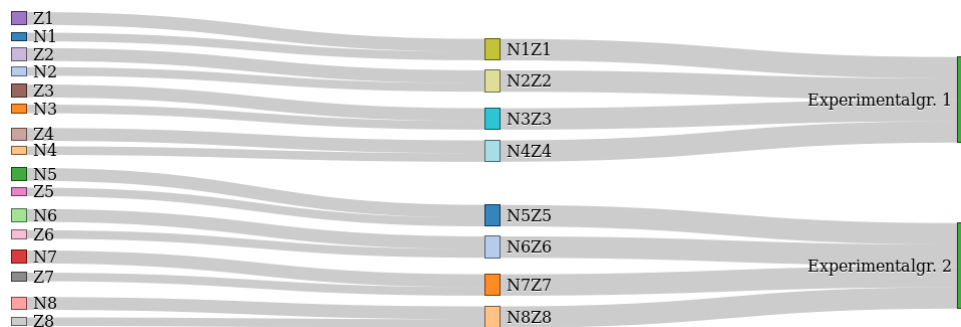 Z1
N1
Z2
N2
Z3
N3
Z4
N4
N5
Z5
N6
Z6
N7
Z7
N8
Z8
N1Z1
N2Z2
N3Z3
N4Z4
N5Z5
N6Z6
N7Z7
N8Z8
Experimentalgr. 1
Experimentalgr. 2